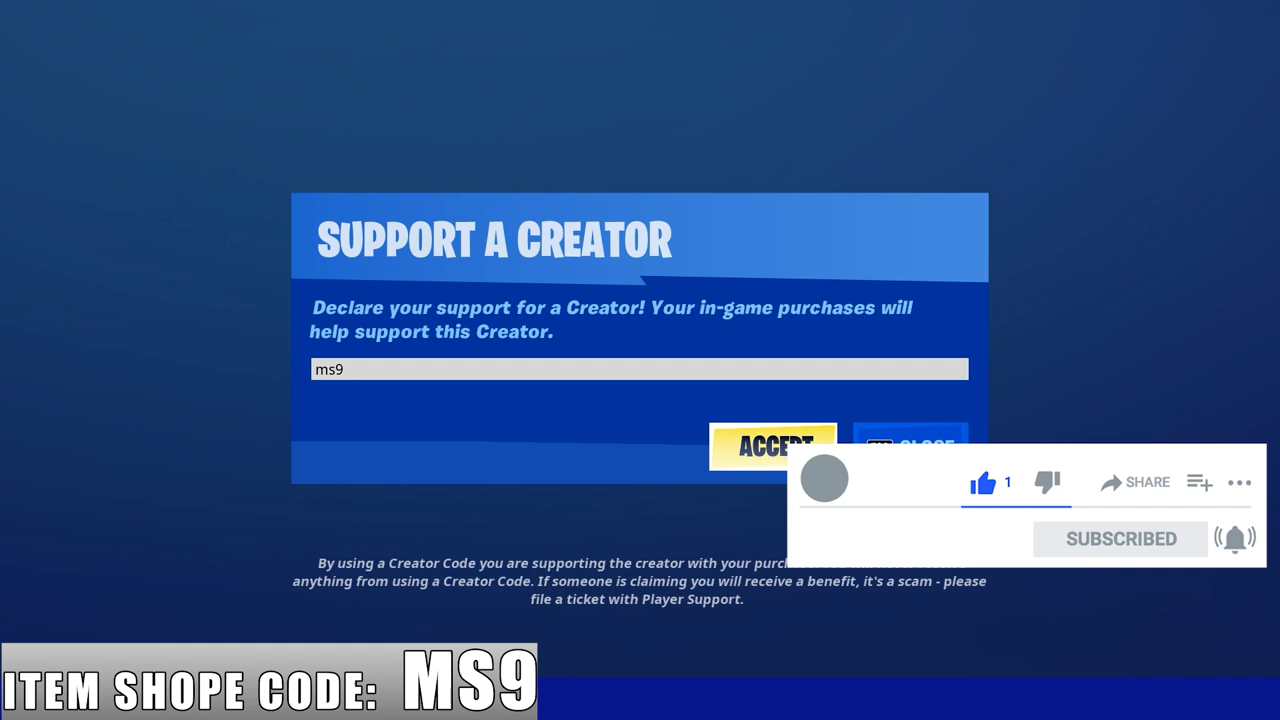 SUPPORT A CREATOR
Declare your support for a Creator! Your in-game purchases will
help support this Creator.
ms9
ACCEPT
CLOSE
1
SHARE
SUBSCRIBED
By using a Creator Code you are supporting the creator with your
anything from using a Creator Code. If someone is claiming you will receive a benefit, it's a scam - please
file a ticket with Player Support.
ITEM SHOPE CODE: MS9